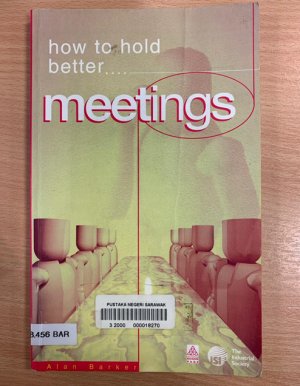 how to hold
better....
meetings
PUSTAKA NEGERI SARAWAK
3 2000 000018270
8.456 BAR
The
Industrial
Society
Alan Barker